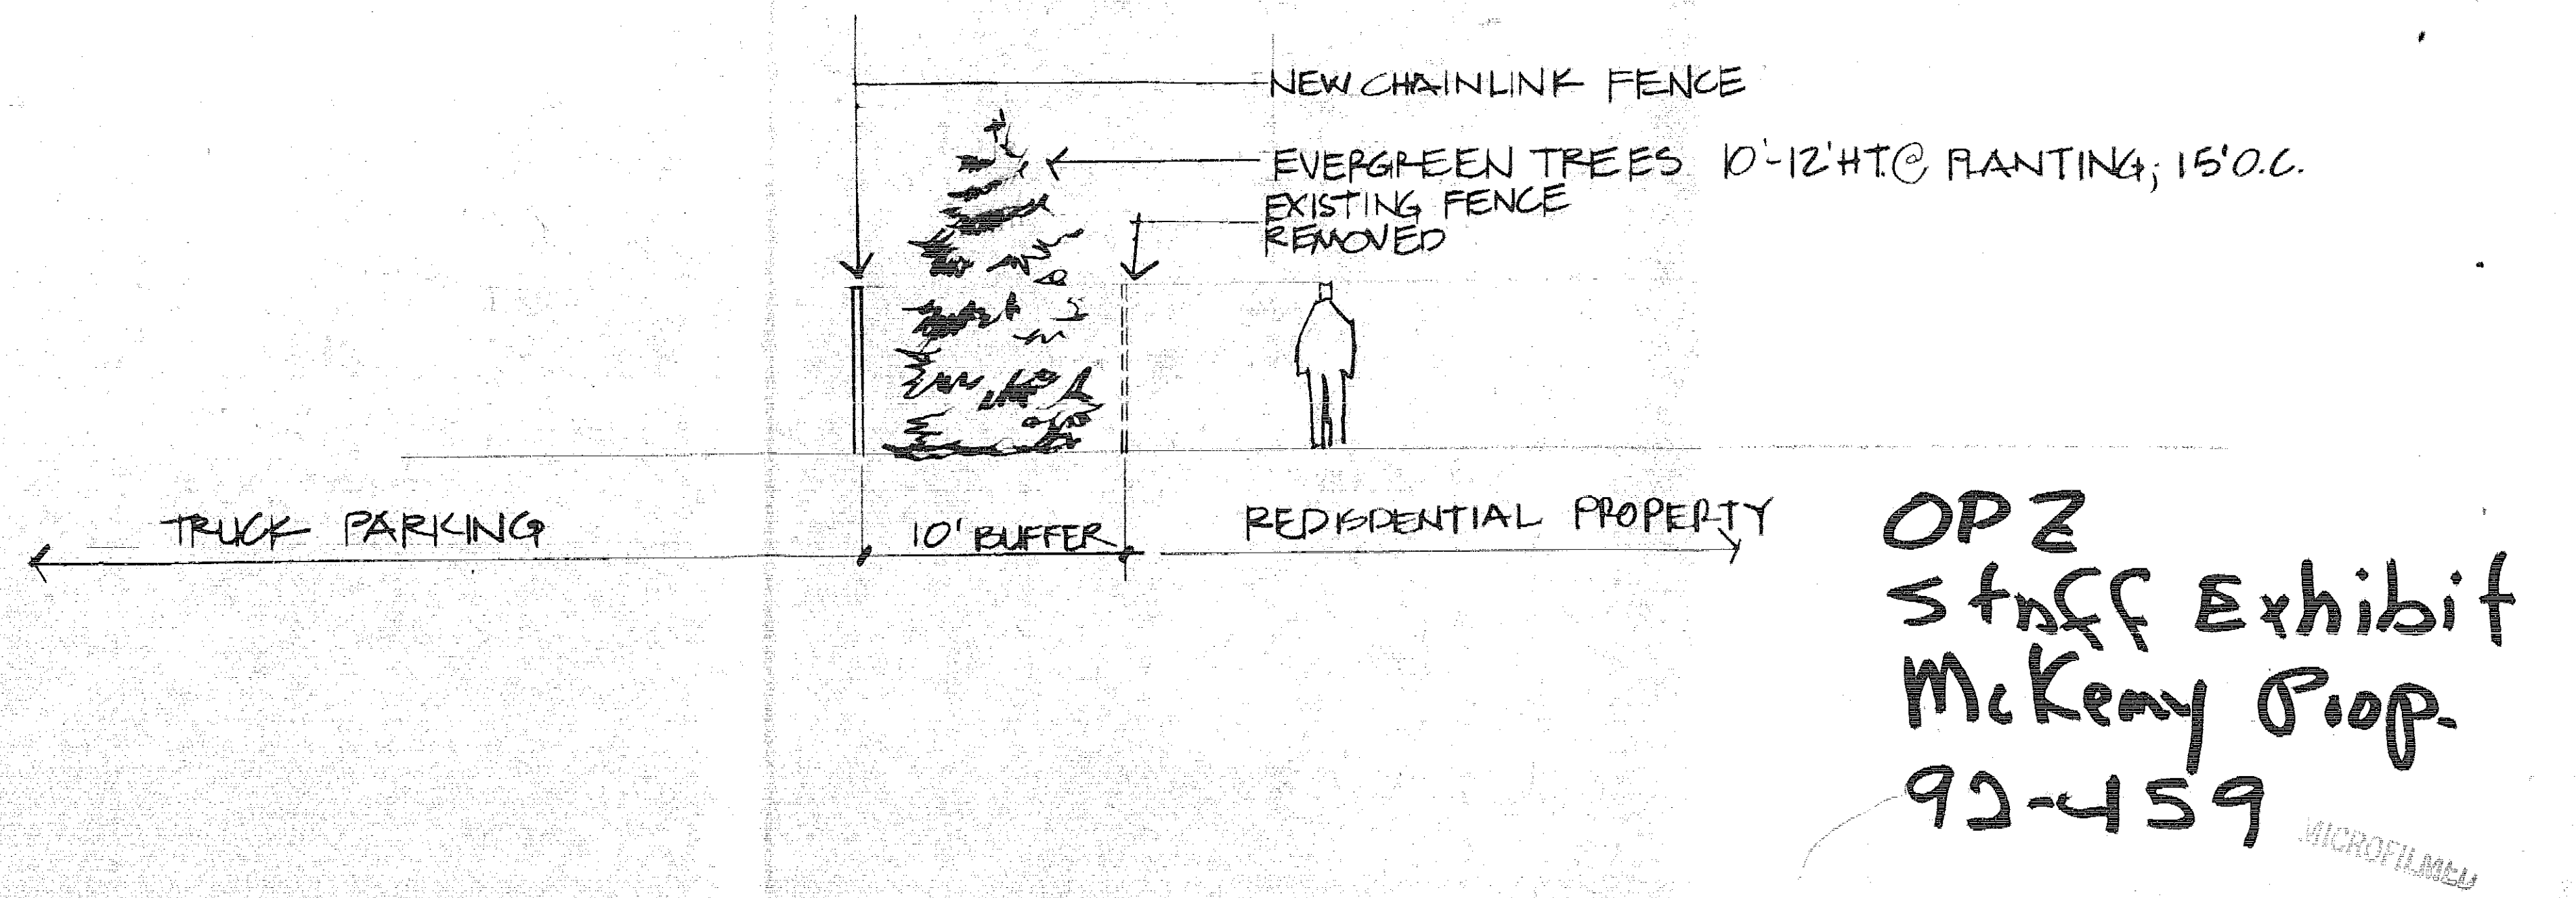 NEW CHAINLINK FENCE
EVERGREEN TREES 10'-12' HT. @ PLANTING; 15' O.C.
EXISTING FENCE
REMOVED
TRUCK PARKING
10' BUFFER
REDISDENTIAL PROPERTY
OPZ
Staff Exhibit
McKemy Prop.
92-459
MICROFILMED